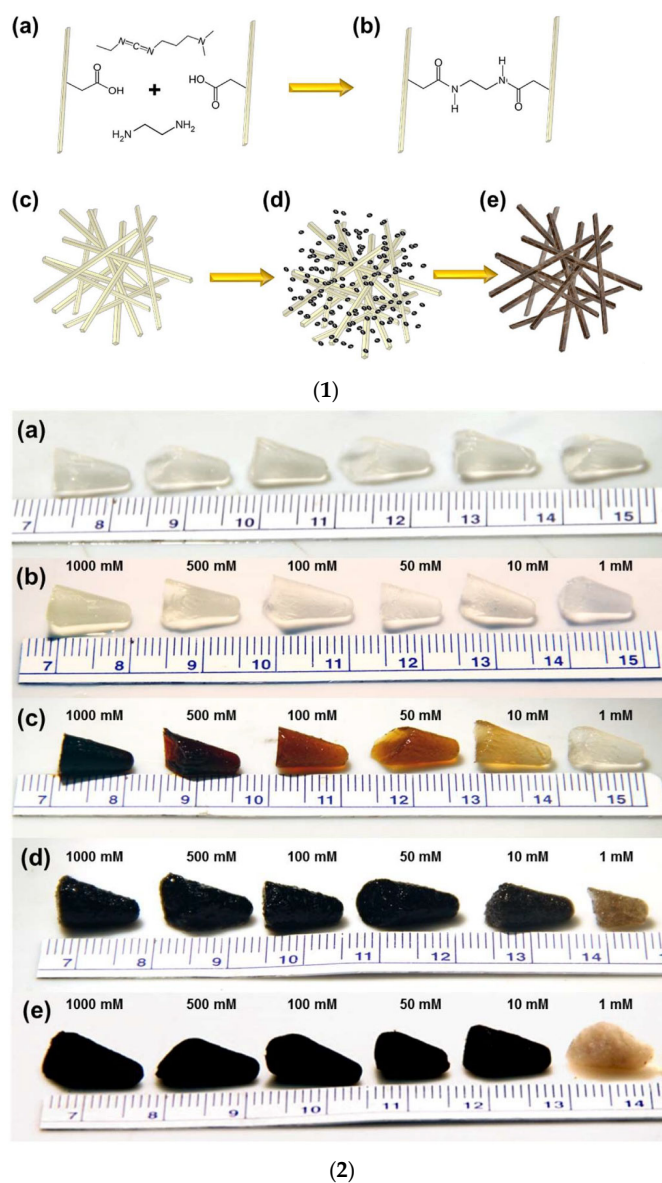 (a) (b)
N=C=N N
O O
OH + HO
H₂N NH₂
O H
N N
H O
(c) (d) (e)
(1)
(a)
7 8 9 10 11 12 13 14 15
(b) 1000 mM 500 mM 100 mM 50 mM 10 mM 1 mM
7 8 9 10 11 12 13 14 15
(c) 1000 mM 500 mM 100 mM 50 mM 10 mM 1 mM
7 8 9 10 11 12 13 14 15
(d) 1000 mM 500 mM 100 mM 50 mM 10 mM 1 mM
7 8 9 10 11 12 13 14
(e) 1000 mM 500 mM 100 mM 50 mM 10 mM 1 mM
7 8 9 10 11 12 13 14
(2)